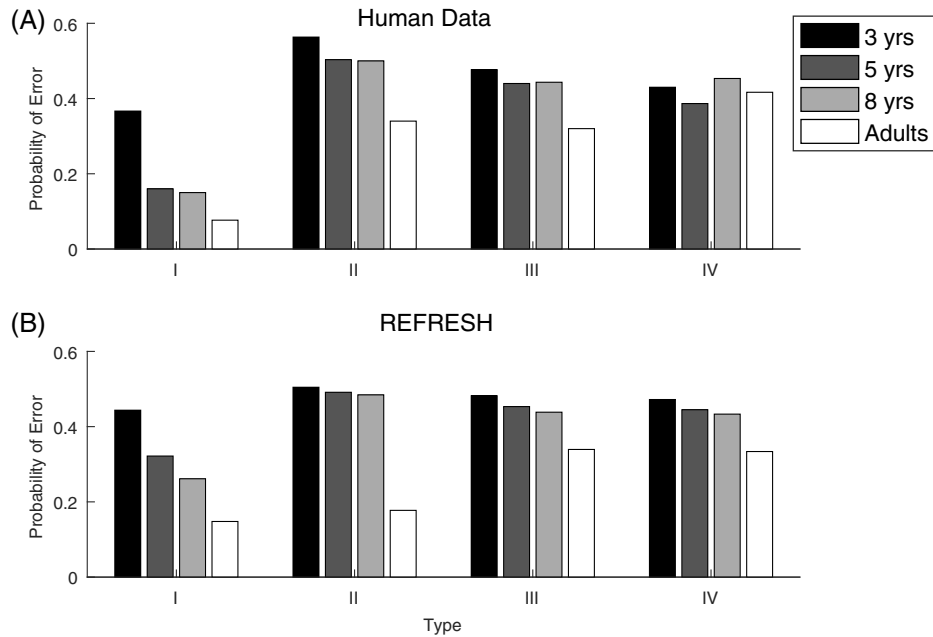 (A)
Human Data
3 yrs
5 yrs
8 yrs
Adults
Probability of Error
0.6
0.4
0.2
0
I II III IV
(B)
REFRESH
Probability of Error
0.6
0.4
0.2
0
I II III IV
Type